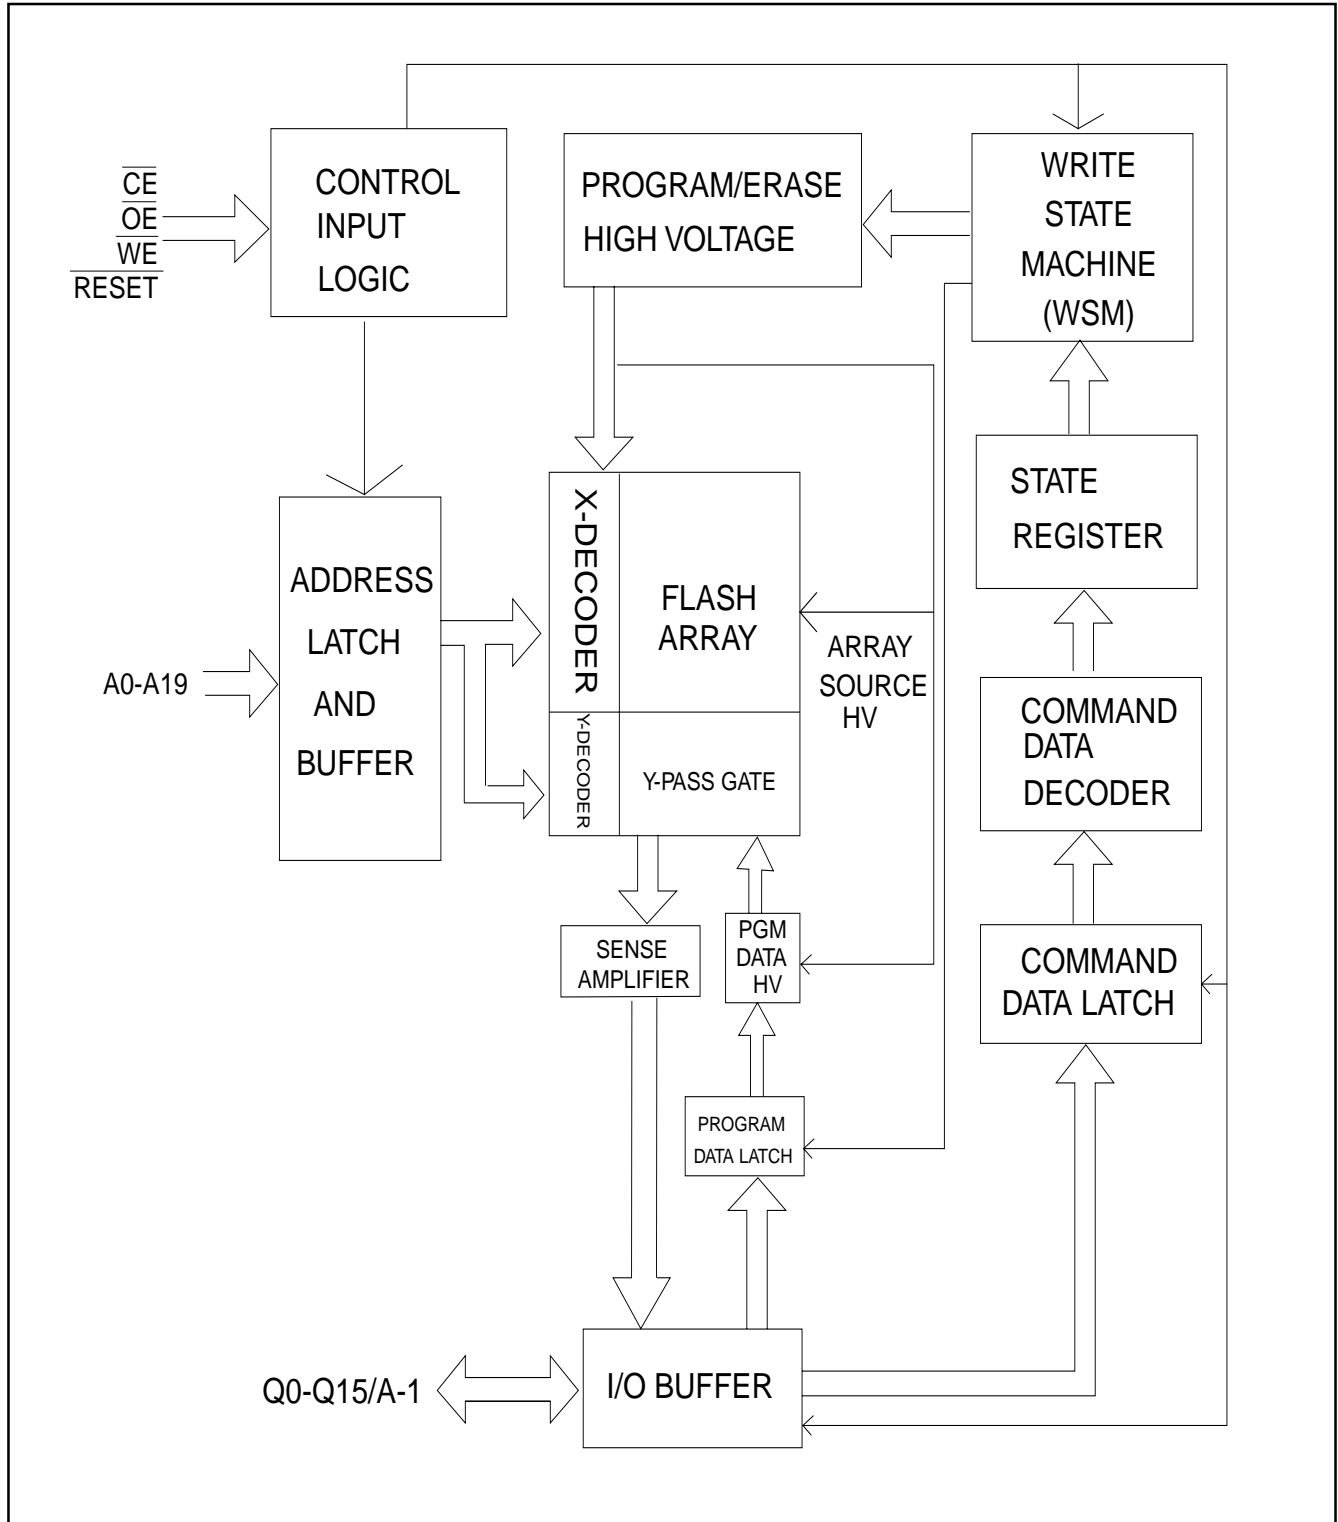 CE
OE
WE
RESET
CONTROL
INPUT
LOGIC
PROGRAM/ERASE
HIGH VOLTAGE
WRITE
STATE
MACHINE
(WSM)
STATE
REGISTER
A0-A19
ADDRESS
LATCH
AND
BUFFER
X-DECODER
FLASH
ARRAY
Y-DECODER
Y-PASS GATE
ARRAY
SOURCE
HV
COMMAND
DATA
DECODER
SENSE
AMPLIFIER
PGM
DATA
HV
COMMAND
DATA LATCH
PROGRAM
DATA LATCH
Q0-Q15/A-1
I/O BUFFER